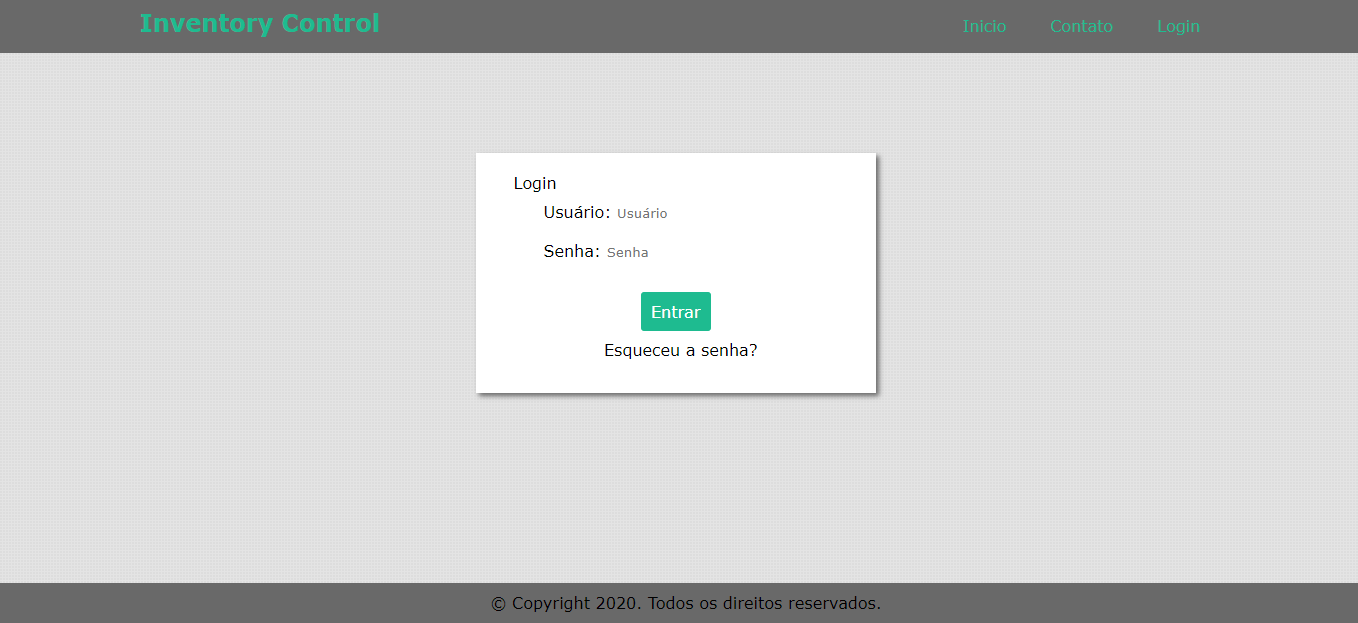 Inventory Control
Inicio Contato Login
Login
Usuário: Usuário
Senha: Senha
Entrar
Esqueceu a senha?
© Copyright 2020. Todos os direitos reservados.